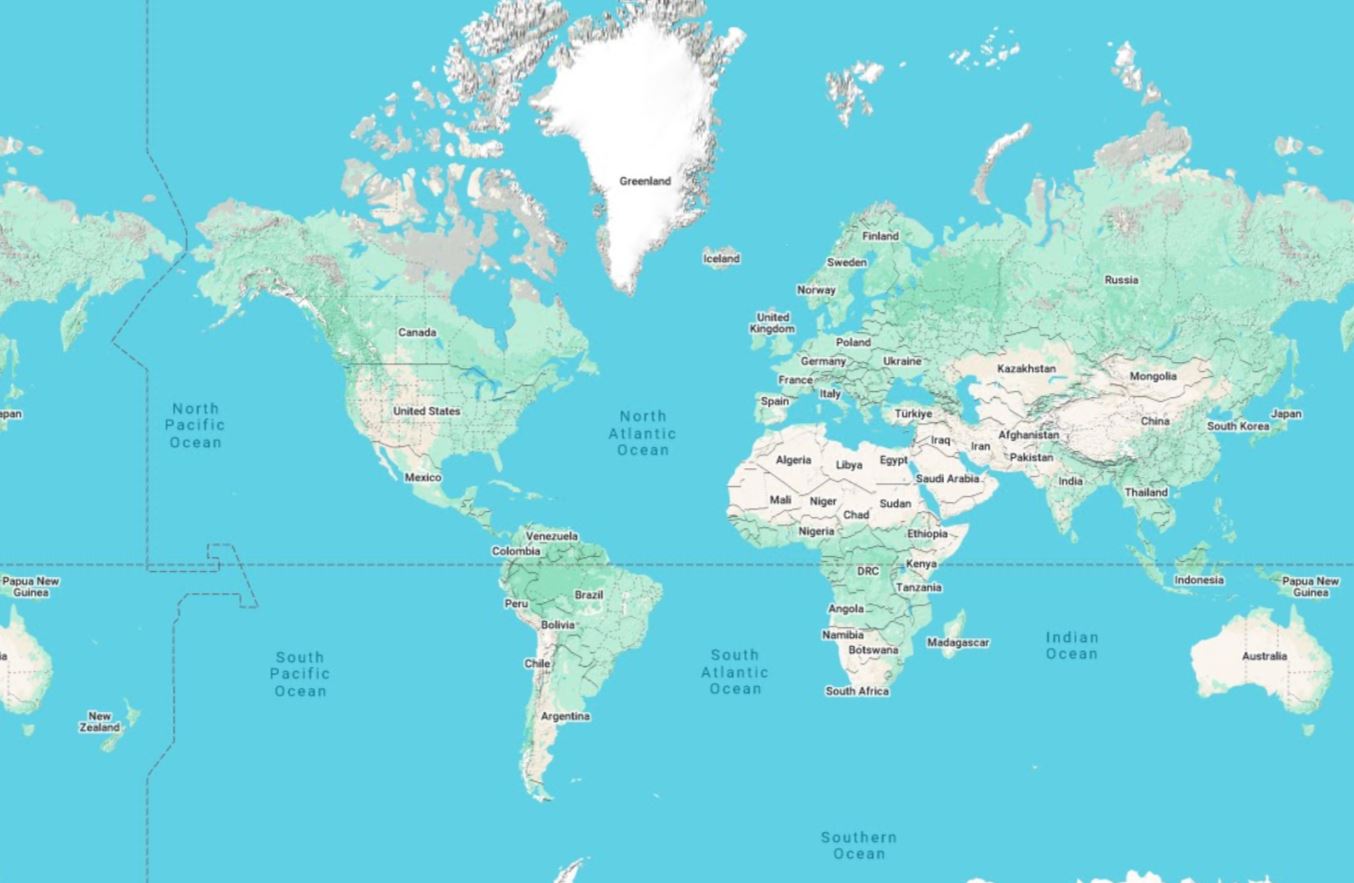 Greenland
Finland
Iceland
Sweden
Russia
Norway
United
Kingdom
Canada
Poland
Germany
Ukraine
Kazakhstan
Mongolia
France
Italy
Spain
United States
North
Pacific
Ocean
North
Atlantic
Ocean
Türkiye
China
Japan
South Korea
apan
Iraq
Iran
Afghanistan
Pakistan
Algeria
Libya
Egypt
Saudi Arabia
India
Mexico
Thailand
Mali
Niger
Sudan
Chad
Nigeria
Ethiopia
Venezuela
Colombia
Kenya
DRC
Tanzania
Indonesia
Papua New
Guinea
Papua New
Guinea
Brazil
Peru
Angola
Bolivia
Namibia
Botswana
Madagascar
Indian
Ocean
ia
Australia
South
Pacific
Ocean
Chile
South
Atlantic
Ocean
South Africa
New
Zealand
Argentina
Southern
Ocean